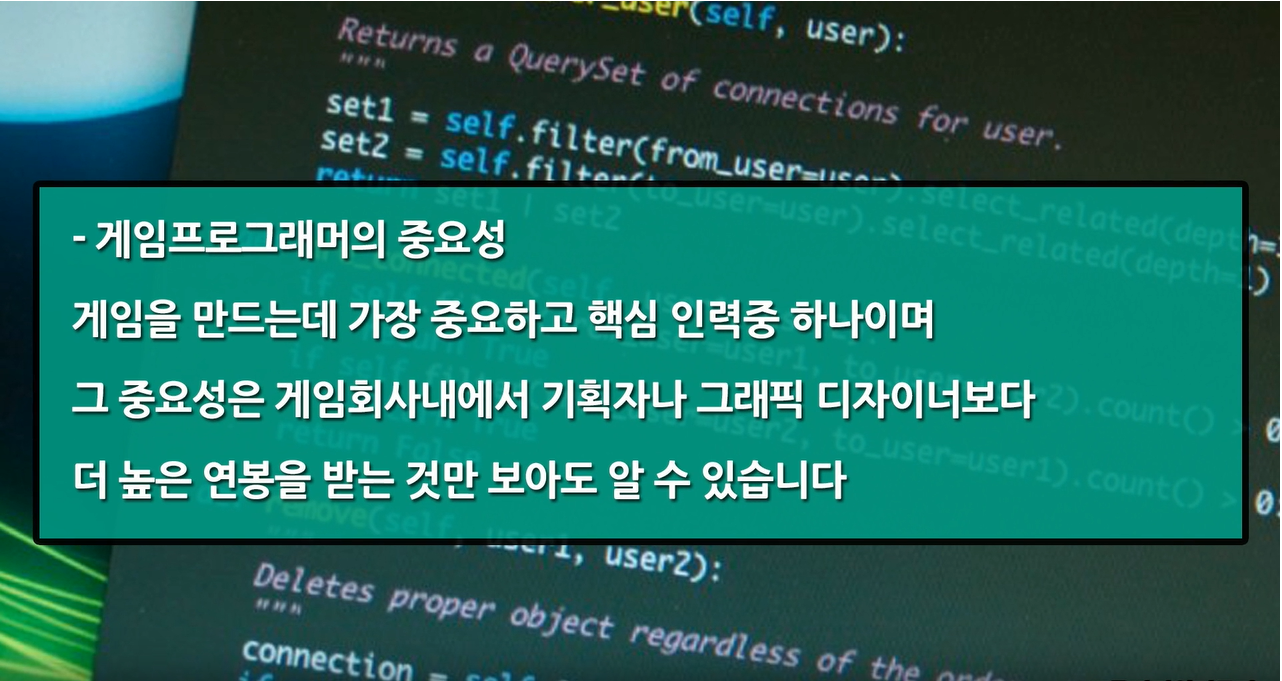 _user(self, user):
Returns a QuerySet of connections for user.
"""
set1 = self.filter(from_user=user).select_related(depth=
set2 = self.filter(to_user=user).select_related(depth=1)
return set1 | set2
- 게임프로그래머의 중요성
게임을 만드는데 가장 중요하고 핵심 인력중 하나이며
그 중요성은 게임회사내에서 기획자나 그래픽 디자이너보다
더 높은 연봉을 받는 것만 보아도 알 수 있습니다
remove(self, user1, user2):
"""
Deletes proper object regardless of the
"""
connection =